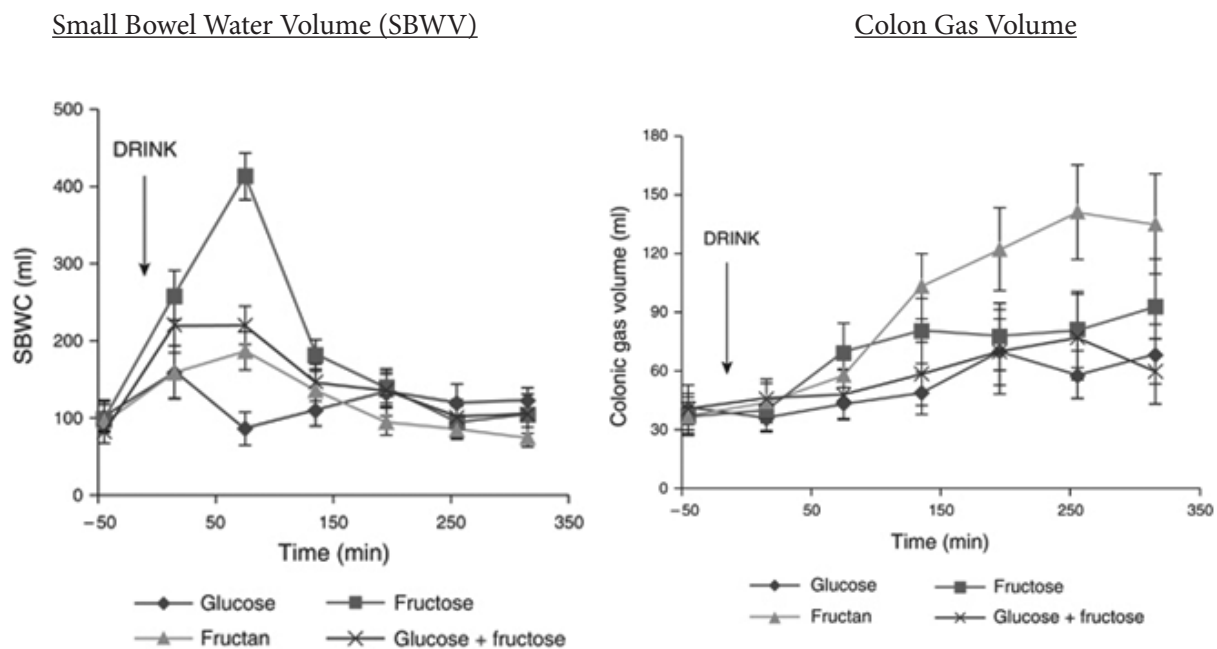 Small Bowel Water Volume (SBWV)
500
400
300
200
100
0
SBWC (ml)
DRINK
−50
50
150
250
350
Time (min)
Glucose
Fructose
Fructan
Glucose + fructose
Colon Gas Volume
180
150
120
90
60
30
0
Colonic gas volume (ml)
DRINK
−50
50
150
250
350
Time (min)
Glucose
Fructose
Fructan
Glucose + fructose